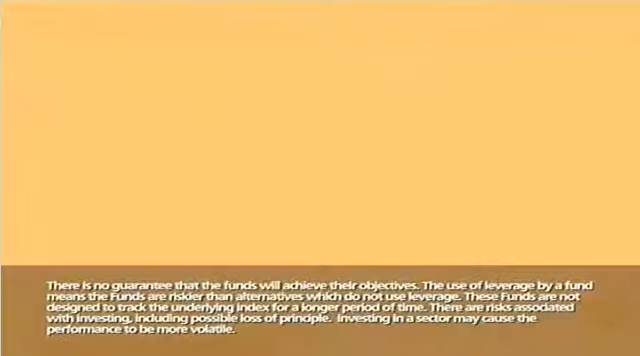 There is no guarantee that the funds will achieve their objectives. The use of leverage by a fund
means the Funds are riskier than alternatives which do not use leverage. These Funds are not
designed to track the underlying index for a longer period of time. There are risks associated
with investing, including possible loss of principle.  Investing in a sector may cause the
performance to be more volatile.